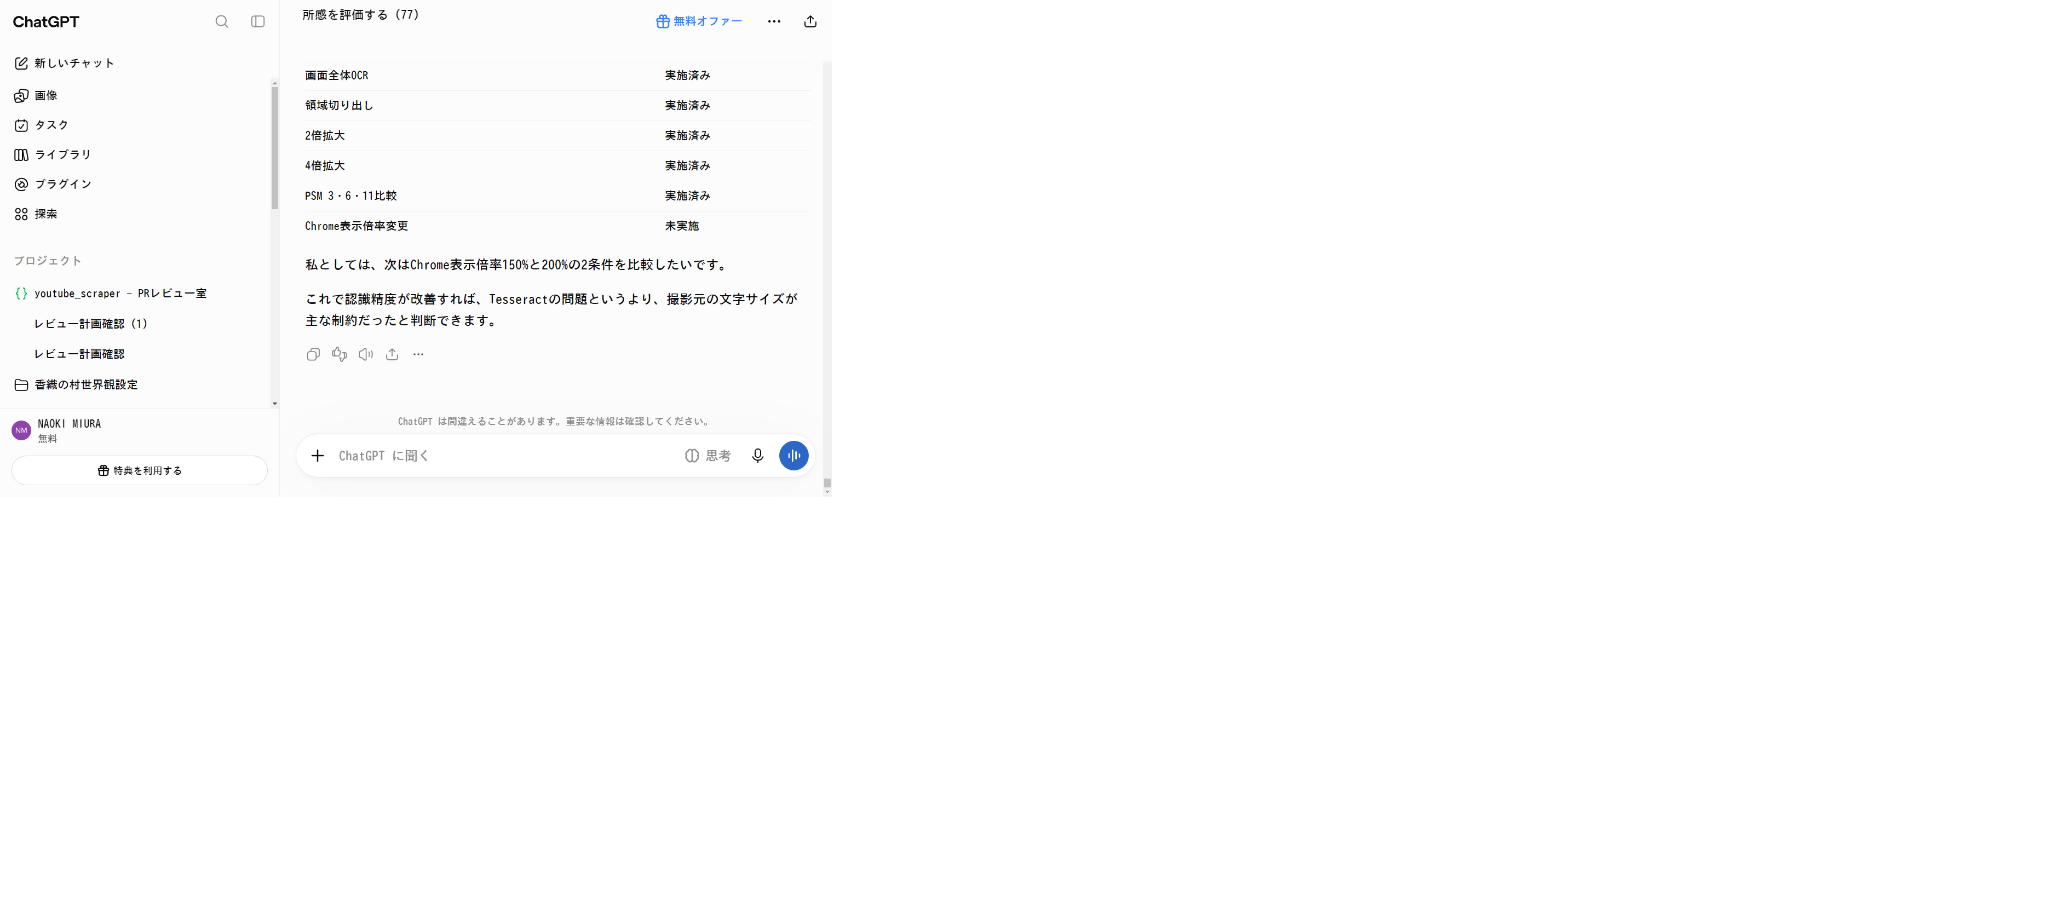 ChatGPT
新しいチャット
画像
タスク
ライブラリ
プラグイン
探索
プロジェクト
youtube_scraper - PRレビュー室
レビュー計画確認 (1)
レビュー計画確認
香織の村世界観設定
NM
NAOKI MIURA
無料
特典を利用する
所感を評価する (77)
無料オファー
画面全体OCR 実施済み
領域切り出し 実施済み
2倍拡大 実施済み
4倍拡大 実施済み
PSM 3・6・11比較 実施済み
Chrome表示倍率変更 未実施
私としては、次はChrome表示倍率150%と200%の2条件を比較したいです。
これで認識精度が改善すれば、Tesseractの問題というより、撮影元の文字サイズが
主な制約だったと判断できます。
ChatGPT は間違えることがあります。重要な情報は確認してください。
ChatGPT に聞く
思考